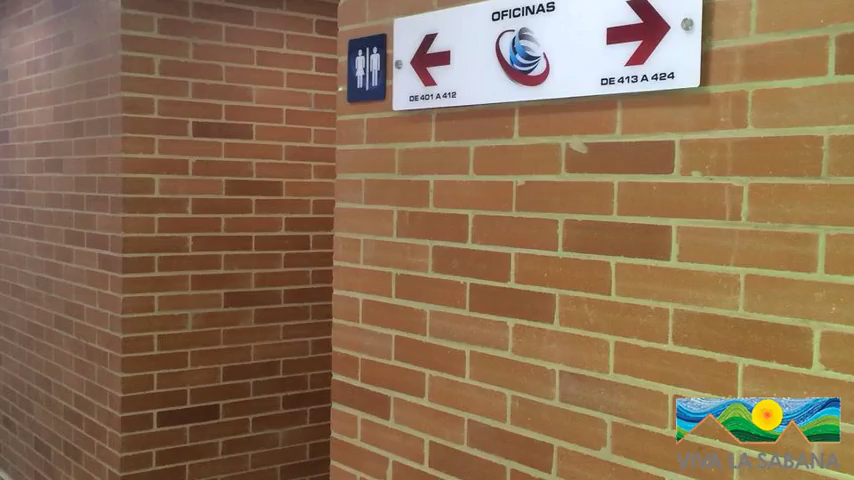 OFICINAS
DE 401 A 412
DE 413 A 424
VIVA LA SABANA